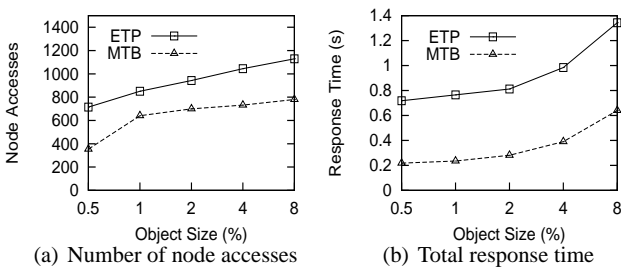 Node Accesses
1400
1200
1000
800
600
400
200
0
ETP
MTB
0.5 1 2 4 8
Object Size (%)
(a) Number of node accesses
Response Time (s)
1.4
1.2
1
0.8
0.6
0.4
0.2
0
ETP
MTB
0.5 1 2 4 8
Object Size (%)
(b) Total response time